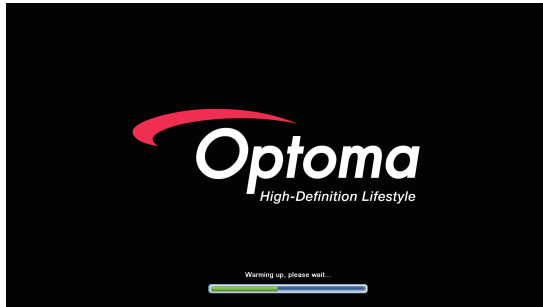 Optoma
High-Definition Lifestyle
Warming up, please wait...